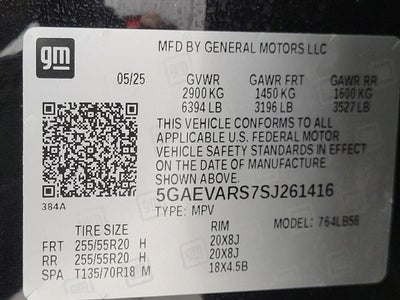 gm
MFD BY GENERAL MOTORS LLC
05/25 GVWR GAWR FRT GAWR RR
2900 KG 1450 KG 1600 KG
6394 LB 3196 LB 3527 LB
THIS VEHICLE CONFORMS TO ALL
APPLICABLE U.S. FEDERAL MOTOR
VEHICLE SAFETY STANDARDS IN EFFECT
ON THE DATE OF MANUFACTURE
SHOWN ABOVE.
5GAEVARS7SJ261416
384A
TYPE: MPV MODEL: 764LB56
TIRE SIZE RIM
FRT 255/55R20 H 20X8J
RR 255/55R20 H 20X8J
SPA T135/70R18 M 18X4.5B